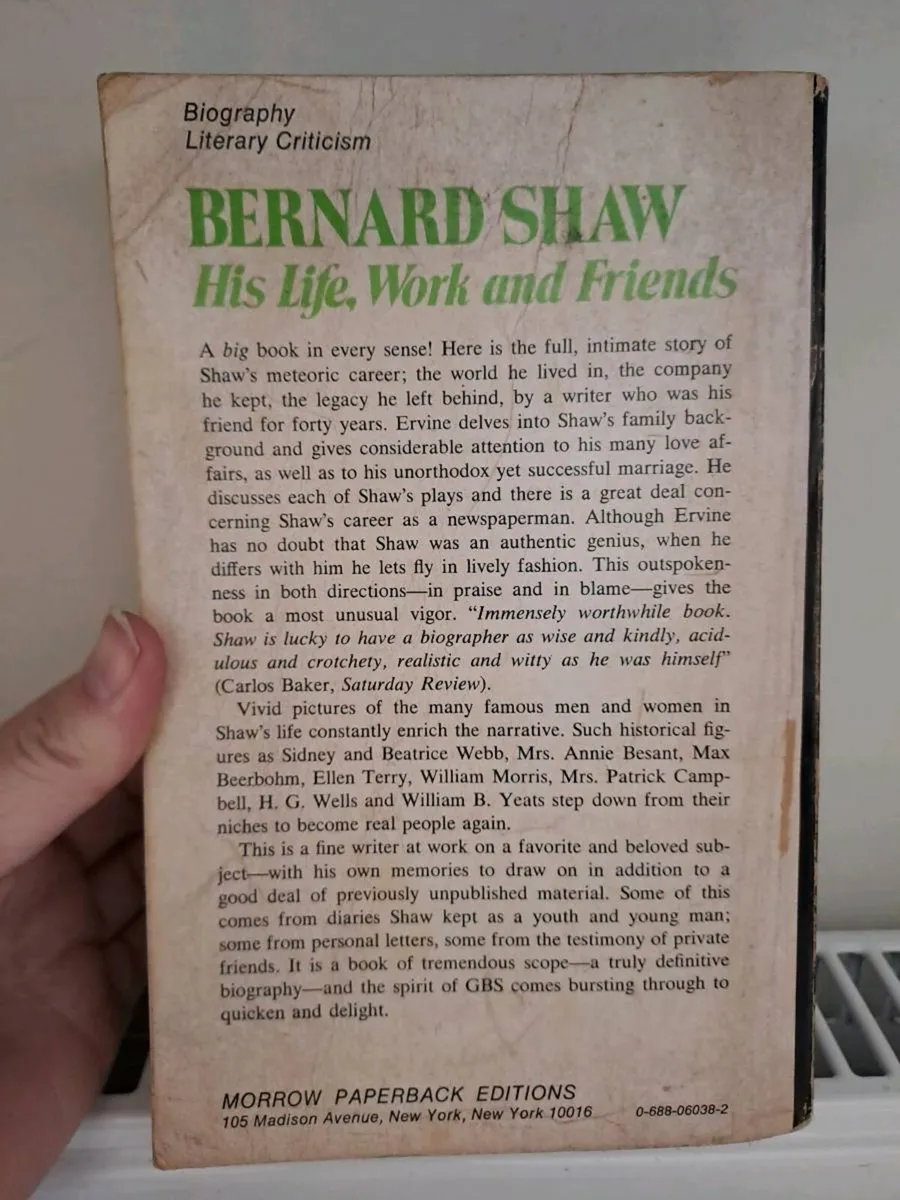 Biography
Literary Criticism
BERNARD SHAW
His Life, Work and Friends
A big book in every sense! Here is the full, intimate story of
Shaw's meteoric career; the world he lived in, the company
he kept, the legacy he left behind, by a writer who was his
friend for forty years. Ervine delves into Shaw's family back-
ground and gives considerable attention to his many love af-
fairs, as well as to his unorthodox yet successful marriage. He
discusses each of Shaw's plays and there is a great deal con-
cerning Shaw's career as a newspaperman. Although Ervine
has no doubt that Shaw was an authentic genius, when he
differs with him he lets fly in lively fashion. This outspoken-
ness in both directions—in praise and in blame—gives the
book a most unusual vigor. "Immensely worthwhile book.
Shaw is lucky to have a biographer as wise and kindly, acid-
ulous and crotchety, realistic and witty as he was himself"
(Carlos Baker, Saturday Review).
Vivid pictures of the many famous men and women in
Shaw's life constantly enrich the narrative. Such historical fig-
ures as Sidney and Beatrice Webb, Mrs. Annie Besant, Max
Beerbohm, Ellen Terry, William Morris, Mrs. Patrick Camp-
bell, H. G. Wells and William B. Yeats step down from their
niches to become real people again.
This is a fine writer at work on a favorite and beloved sub-
ject—with his own memories to draw on in addition to a
good deal of previously unpublished material. Some of this
comes from diaries Shaw kept as a youth and young man;
some from personal letters, some from the testimony of private
friends. It is a book of tremendous scope—a truly definitive
biography—and the spirit of GBS comes bursting through to
quicken and delight.
MORROW PAPERBACK EDITIONS
105 Madison Avenue, New York, New York 10016 0-688-06038-2